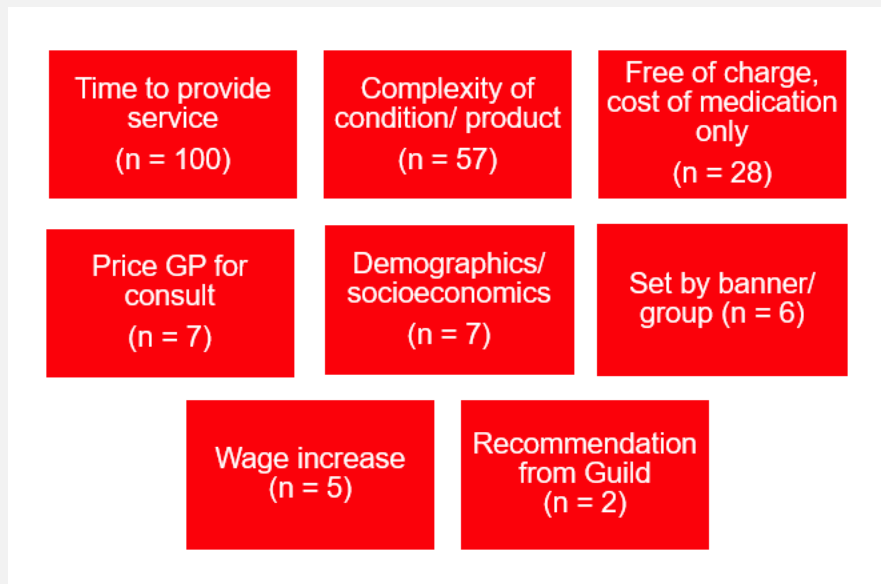 Time to provide
service
(n = 100)
Complexity of
condition/ product
(n = 57)
Free of charge,
cost of medication
only
(n = 28)
Price GP for
consult
(n = 7)
Demographics/
socioeconomics
(n = 7)
Set by banner/
group (n = 6)
Wage increase
(n = 5)
Recommendation
from Guild
(n = 2)